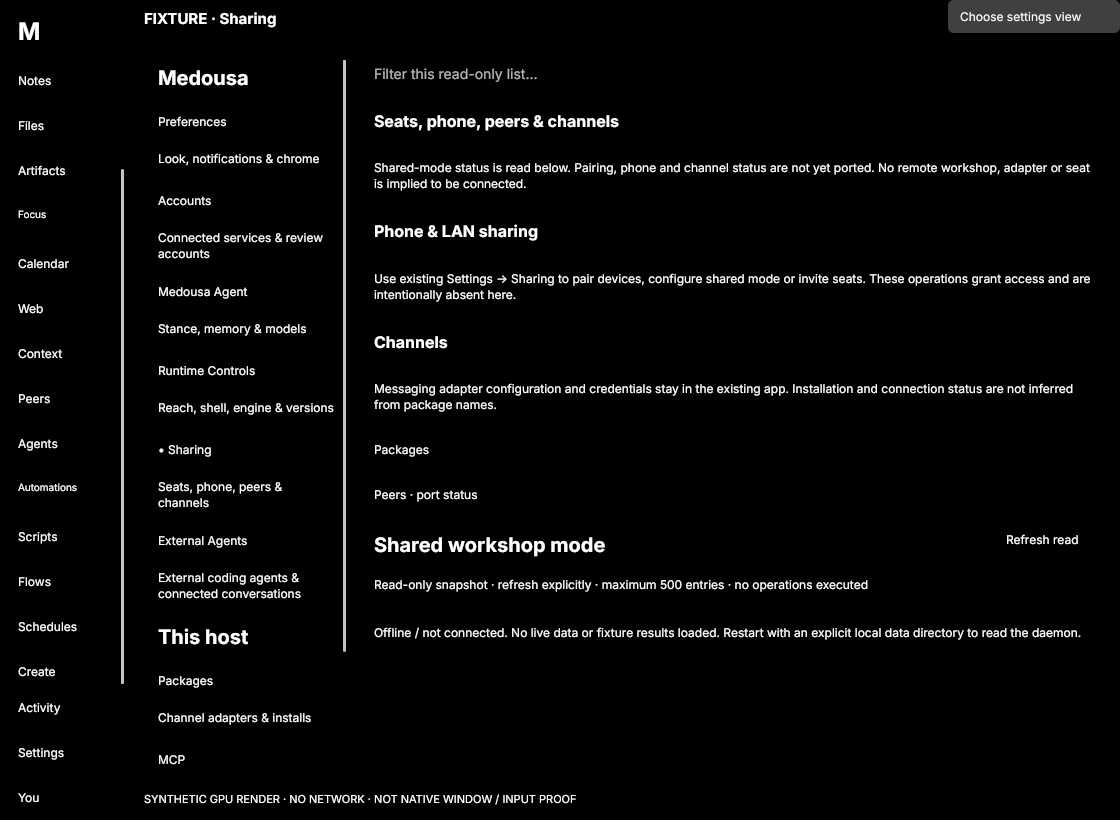 M
Notes
Files
Artifacts
Focus
Calendar
Web
Context
Peers
Agents
Automations
Scripts
Flows
Schedules
Create
Activity
Settings
You
FIXTURE · Sharing
Choose settings view
Medousa
Preferences
Look, notifications & chrome
Accounts
Connected services & review
accounts
Medousa Agent
Stance, memory & models
Runtime Controls
Reach, shell, engine & versions
• Sharing
Seats, phone, peers &
channels
External Agents
External coding agents &
connected conversations
This host
Packages
Channel adapters & installs
MCP
Filter this read-only list...
Seats, phone, peers & channels
Shared-mode status is read below. Pairing, phone and channel status are not yet ported. No remote workshop, adapter or seat
is implied to be connected.
Phone & LAN sharing
Use existing Settings → Sharing to pair devices, configure shared mode or invite seats. These operations grant access and are
intentionally absent here.
Channels
Messaging adapter configuration and credentials stay in the existing app. Installation and connection status are not inferred
from package names.
Packages
Peers · port status
Shared workshop mode
Refresh read
Read-only snapshot · refresh explicitly · maximum 500 entries · no operations executed
Offline / not connected. No live data or fixture results loaded. Restart with an explicit local data directory to read the daemon.
SYNTHETIC GPU RENDER · NO NETWORK · NOT NATIVE WINDOW / INPUT PROOF